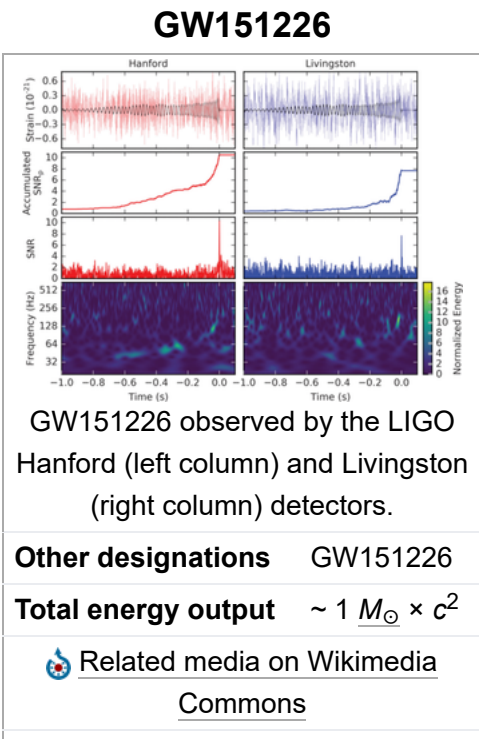 GW151226
Hanford Livingston
Strain (10⁻²¹)
0.6
0.3
0.0
−0.3
−0.6
Accumulated
SNRₚ
10
8
6
4
2
0
SNR
10
8
6
4
2
0
Frequency (Hz)
512
256
128
64
32
16
14
12
10
8
6
4
2
0
Normalized Energy
−1.0 −0.8 −0.6 −0.4 −0.2 0.0 −1.0 −0.8 −0.6 −0.4 −0.2 0.0
Time (s) Time (s)
GW151226 observed by the LIGO
Hanford (left column) and Livingston
(right column) detectors.
Other designations GW151226
Total energy output ~ 1 M☉ × c²
Related media on Wikimedia
Commons